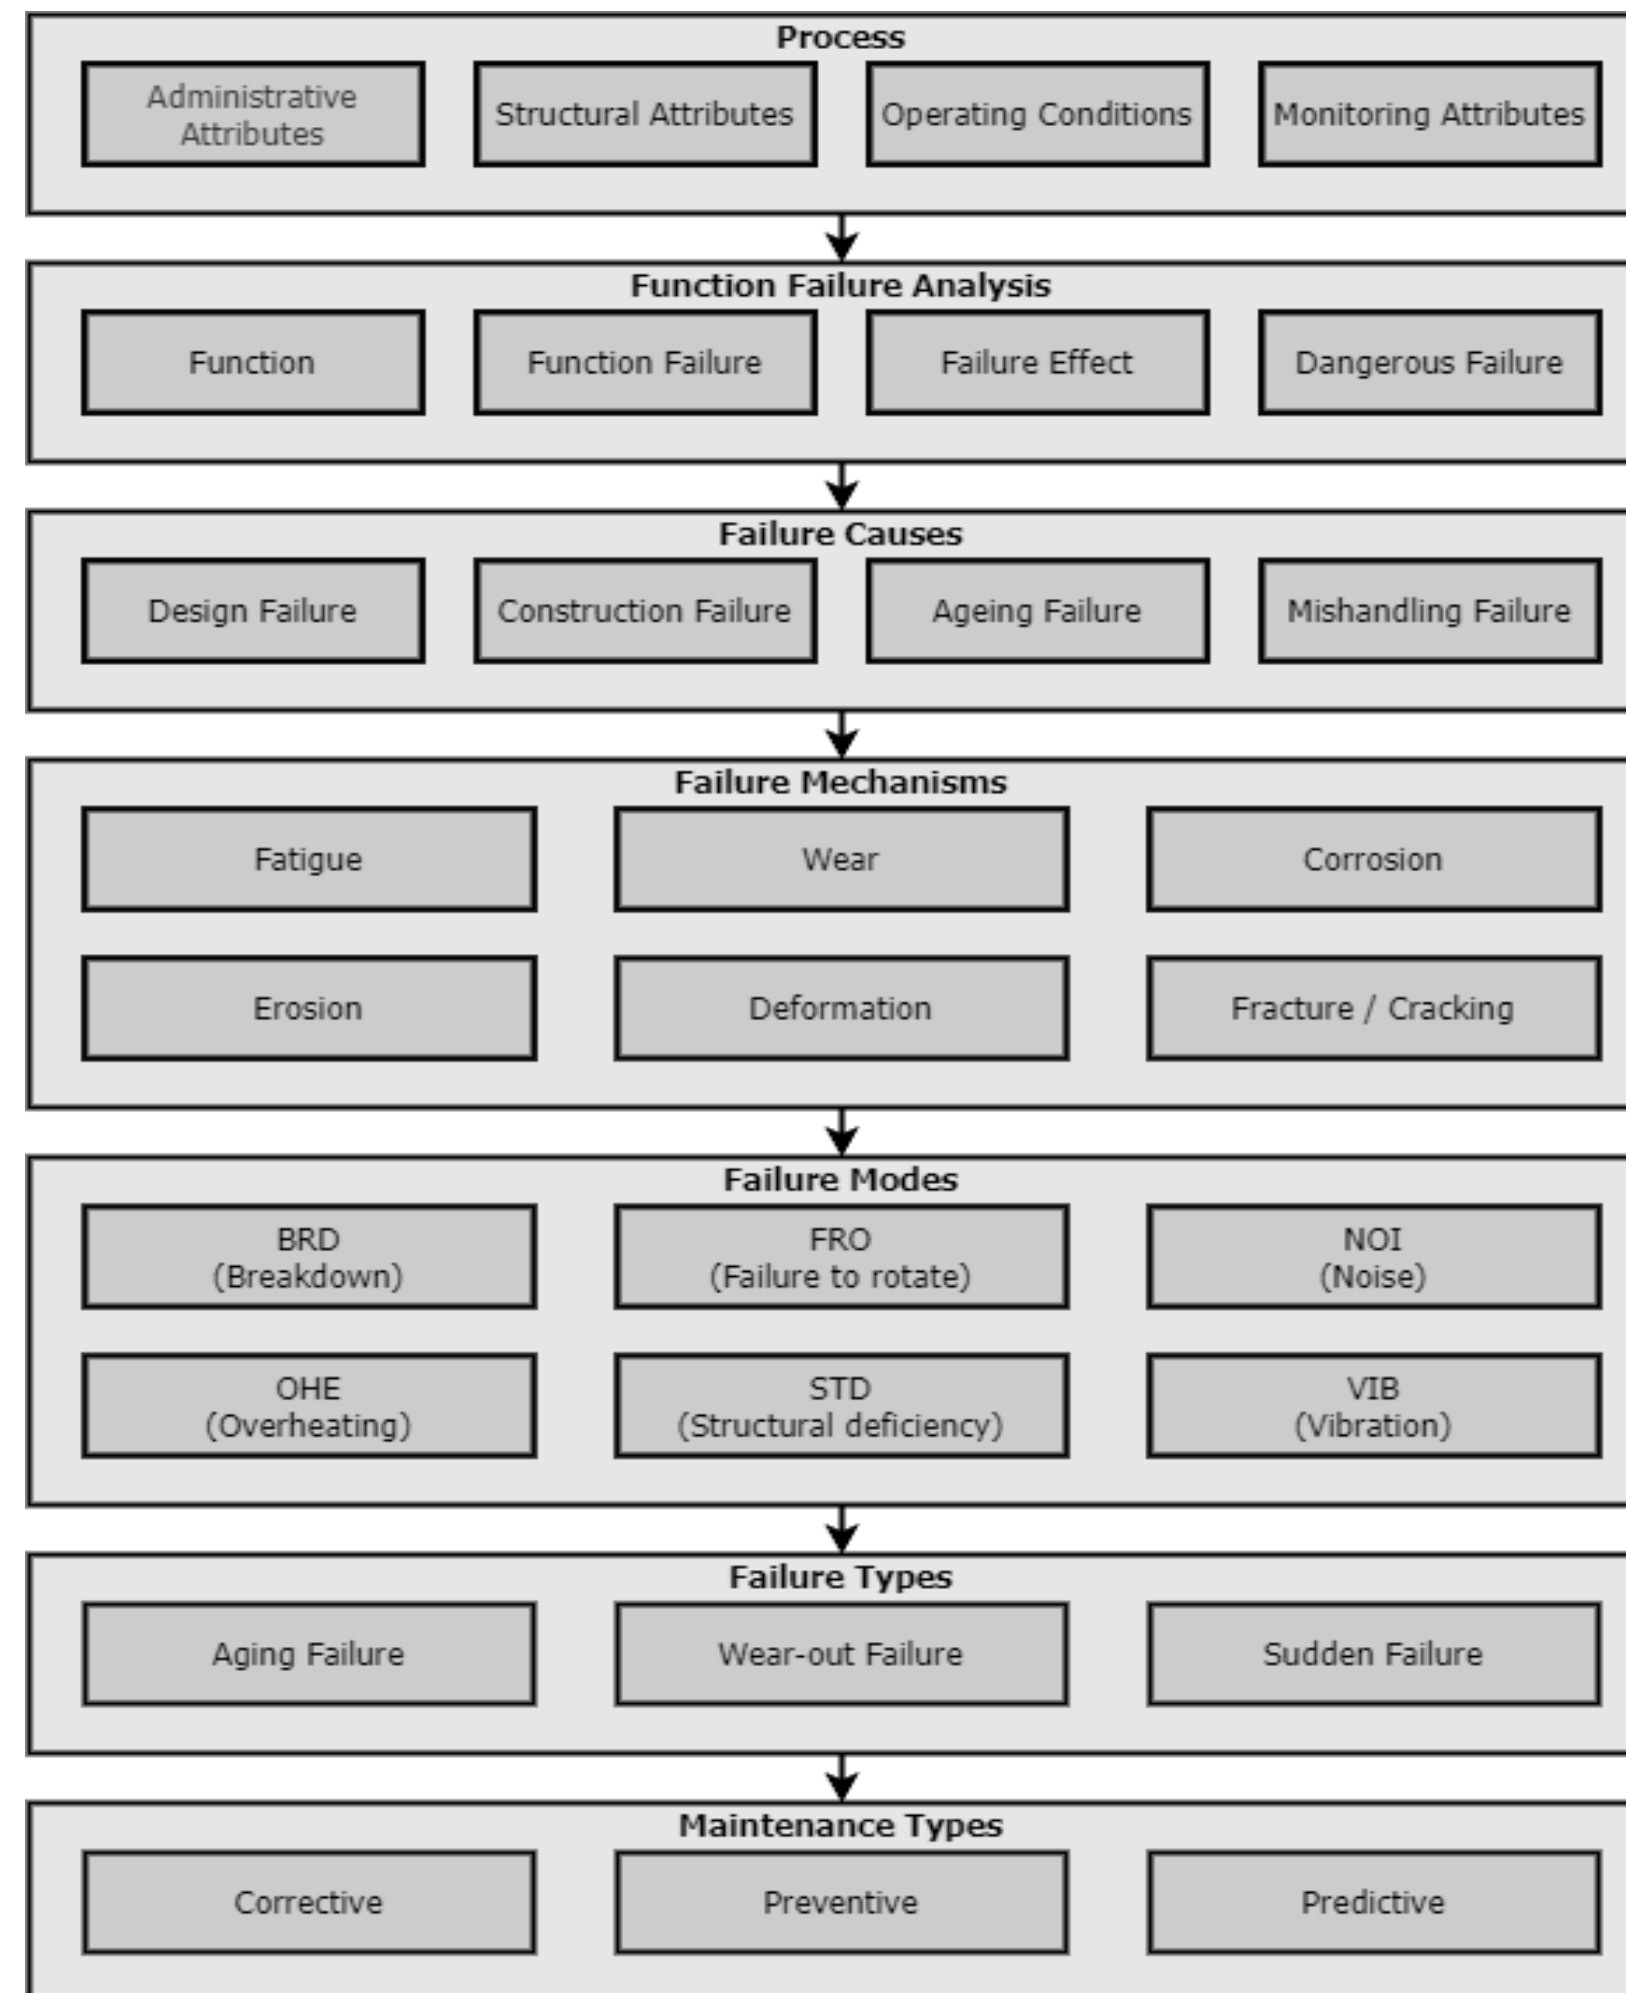 Process
Administrative
Attributes
Structural Attributes
Operating Conditions
Monitoring Attributes
Function Failure Analysis
Function
Function Failure
Failure Effect
Dangerous Failure
Failure Causes
Design Failure
Construction Failure
Ageing Failure
Mishandling Failure
Failure Mechanisms
Fatigue
Wear
Corrosion
Erosion
Deformation
Fracture / Cracking
Failure Modes
BRD
(Breakdown)
FRO
(Failure to rotate)
NOI
(Noise)
OHE
(Overheating)
STD
(Structural deficiency)
VIB
(Vibration)
Failure Types
Aging Failure
Wear-out Failure
Sudden Failure
Maintenance Types
Corrective
Preventive
Predictive